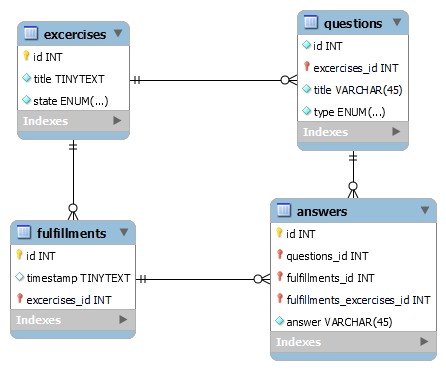 excercises
id INT
title TINYTEXT
state ENUM(...)
Indexes
questions
id INT
excercises_id INT
title VARCHAR(45)
type ENUM(...)
Indexes
fulfillments
id INT
timestamp TINYTEXT
excercises_id INT
Indexes
answers
id INT
questions_id INT
fulfillments_id INT
fulfillments_excercises_id INT
answer VARCHAR(45)
Indexes